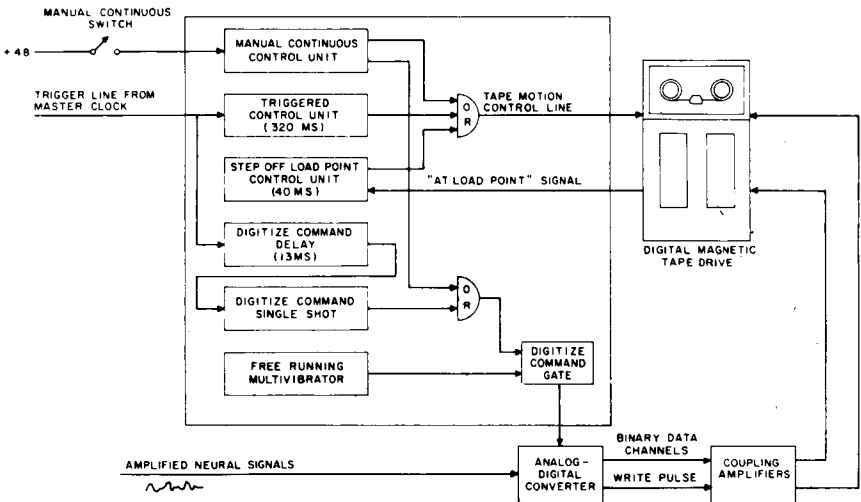 MANUAL CONTINUOUS
SWITCH
+48
MANUAL CONTINUOUS
CONTROL UNIT
TRIGGER LINE FROM
MASTER CLOCK
TRIGGERED
CONTROL UNIT
(320 MS)
O
R
TAPE MOTION
CONTROL LINE
STEP OFF LOAD POINT
CONTROL UNIT
(40 MS)
"AT LOAD POINT" SIGNAL
DIGITAL MAGNETIC
TAPE DRIVE
DIGITIZE COMMAND
DELAY
(13MS)
DIGITIZE COMMAND
SINGLE SHOT
O
R
FREE RUNNING
MULTIVIBRATOR
DIGITIZE
COMMAND
GATE
AMPLIFIED NEURAL SIGNALS
ANALOG-
DIGITAL
CONVERTER
BINARY DATA
CHANNELS
WRITE PULSE
COUPLING
AMPLIFIERS